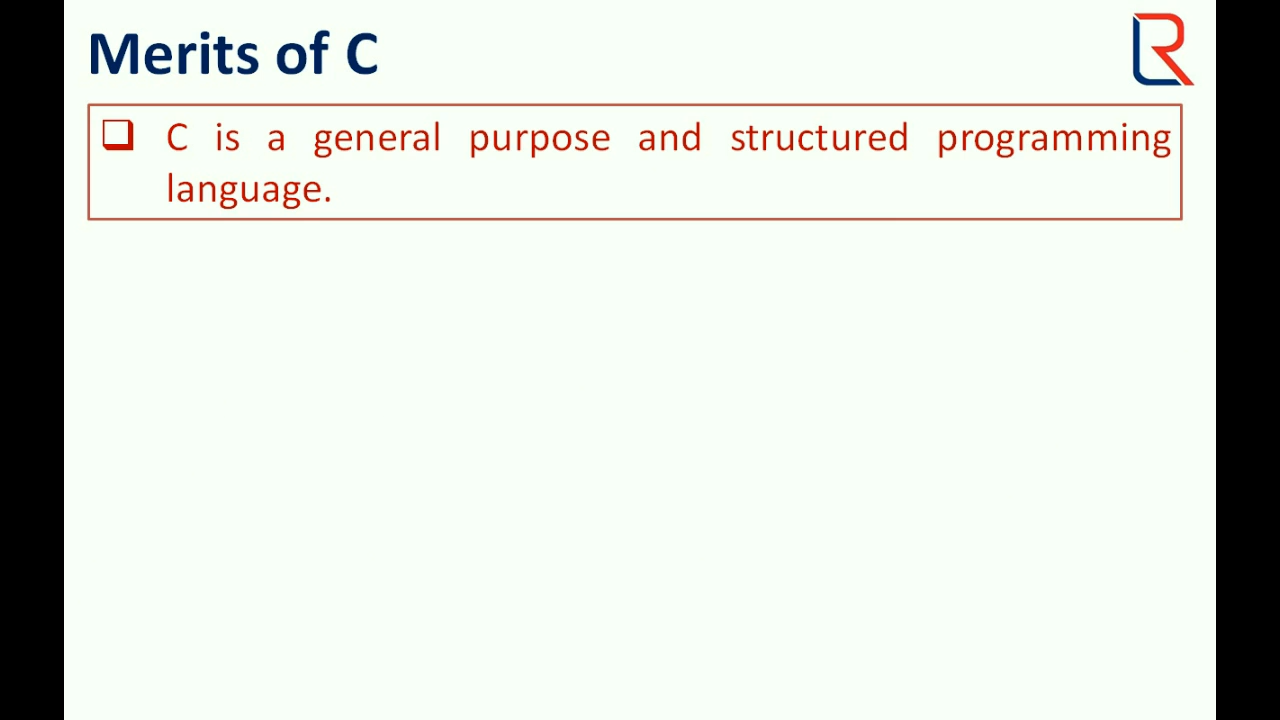 Merits of C
❑ C is a general purpose and structured programming
language.